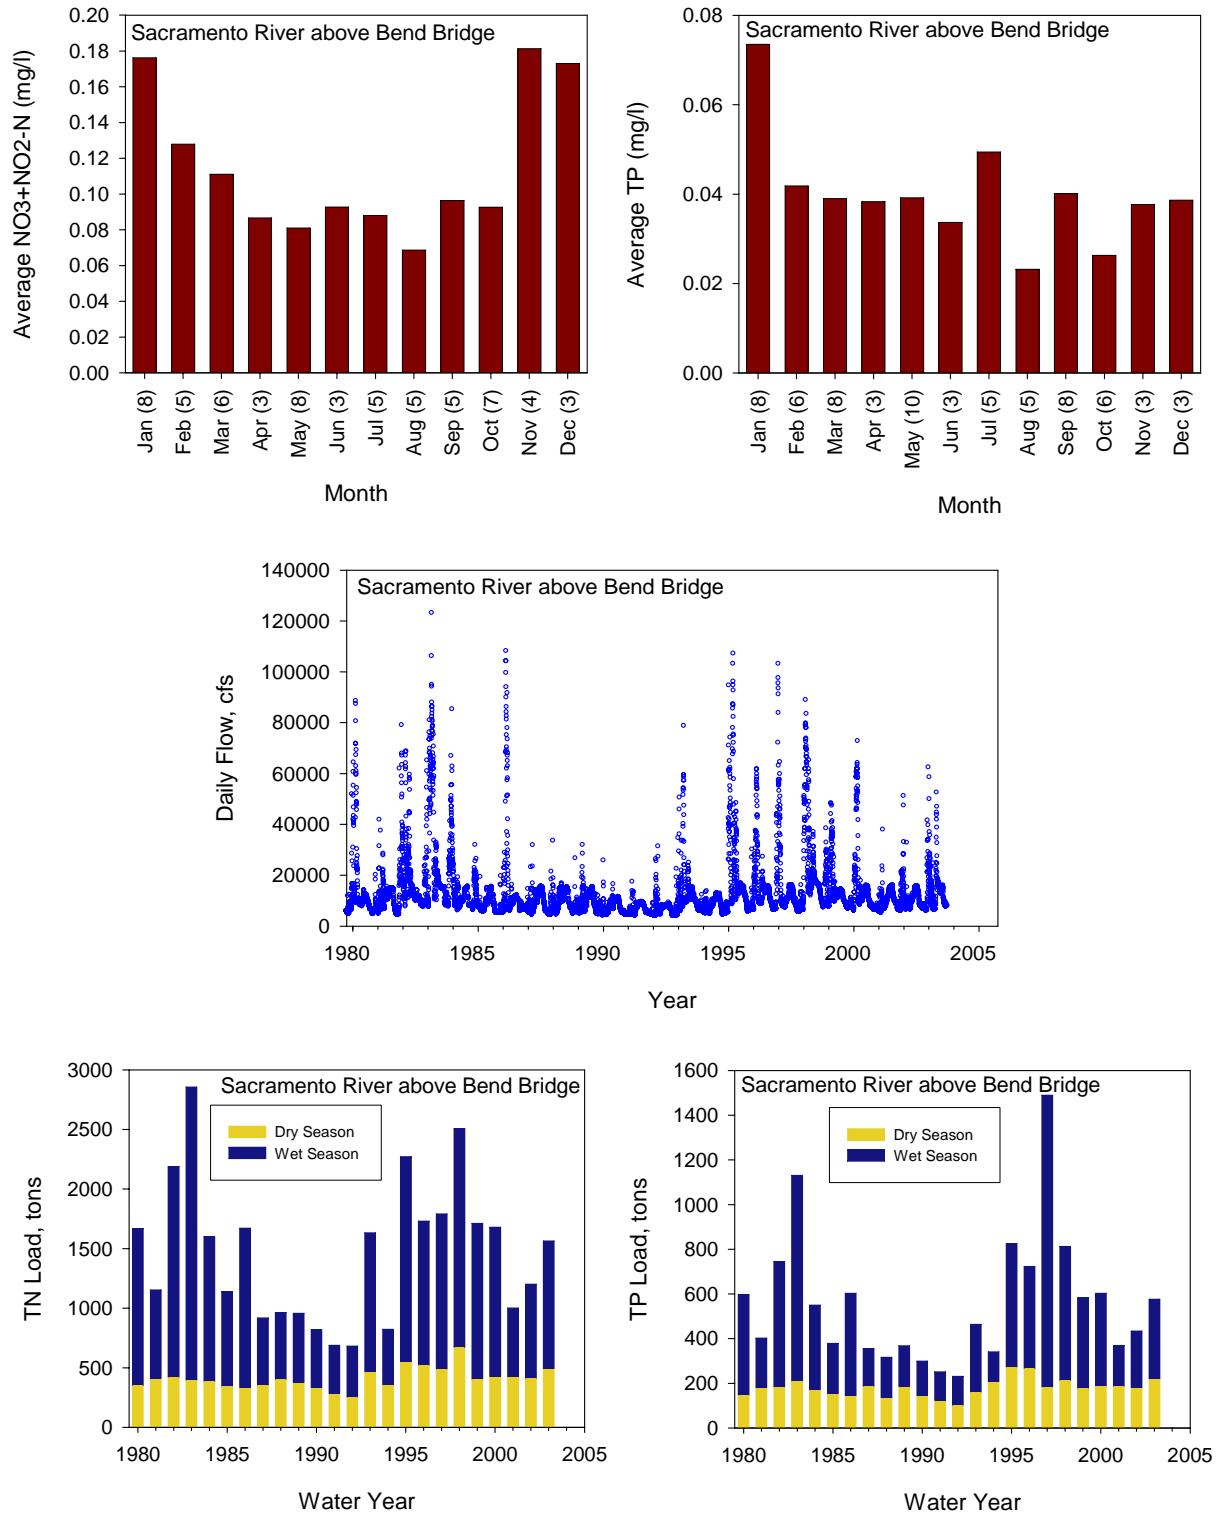 Sacramento River above Bend Bridge
Average NO3+NO2-N (mg/l)
0.20
0.18
0.16
0.14
0.12
0.10
0.08
0.06
0.04
0.02
0.00
Jan (8)
Feb (5)
Mar (6)
Apr (3)
May (8)
Jun (3)
Jul (5)
Aug (5)
Sep (5)
Oct (7)
Nov (4)
Dec (3)
Month
Sacramento River above Bend Bridge
Average TP (mg/l)
0.08
0.06
0.04
0.02
0.00
Jan (8)
Feb (6)
Mar (8)
Apr (3)
May (10)
Jun (3)
Jul (5)
Aug (5)
Sep (8)
Oct (6)
Nov (3)
Dec (3)
Month
Sacramento River above Bend Bridge
Daily Flow, cfs
140000
120000
100000
80000
60000
40000
20000
0
1980 1985 1990 1995 2000 2005
Year
Sacramento River above Bend Bridge
Dry Season
Wet Season
TN Load, tons
3000
2500
2000
1500
1000
500
0
1980 1985 1990 1995 2000 2005
Water Year
Sacramento River above Bend Bridge
Dry Season
Wet Season
TP Load, tons
1600
1400
1200
1000
800
600
400
200
0
1980 1985 1990 1995 2000 2005
Water Year